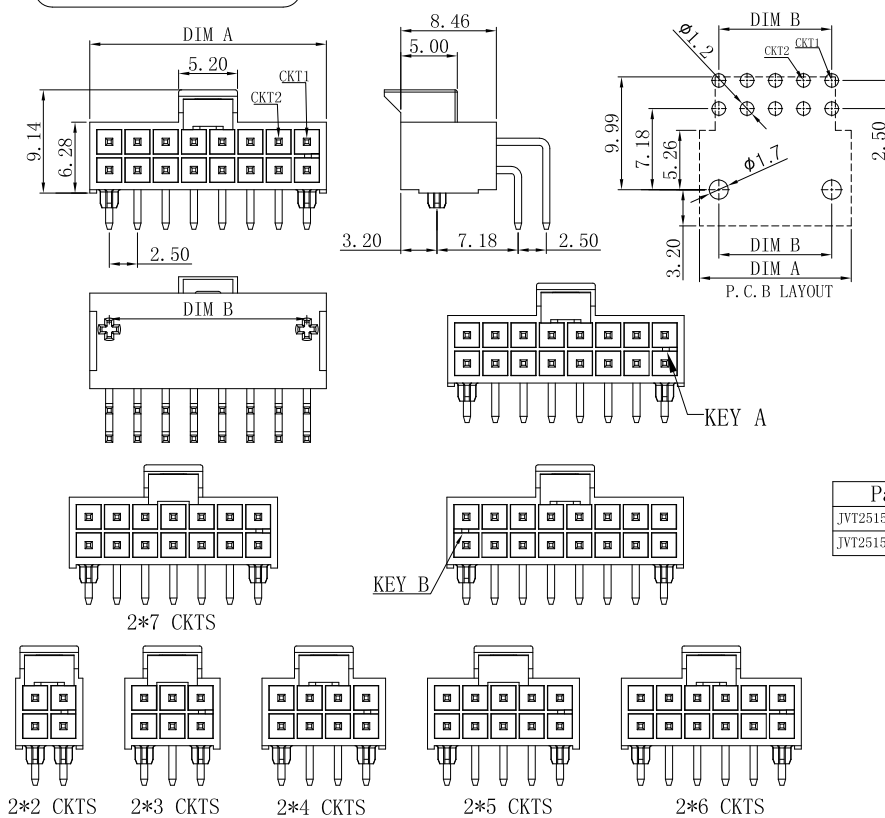 DIM A
5.20
CKT1
CKT2
9.14
6.28
2.50
8.46
5.00
3.20
7.18
2.50
DIM B
ϕ1.2
CKT2
CKT1
9.99
7.18
5.26
ϕ1.7
2.50
3.20
DIM B
DIM A
P.C.B LAYOUT
DIM B
KEY A
2*7 CKTS
KEY B
Pa
JVT2515
JVT2515
2*2 CKTS
2*3 CKTS
2*4 CKTS
2*5 CKTS
2*6 CKTS